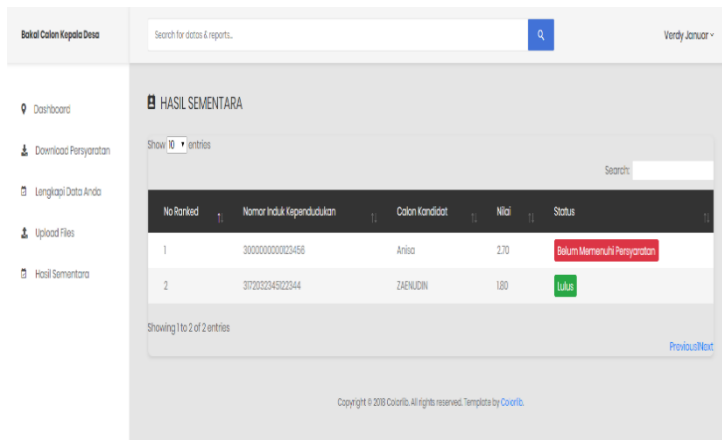 Bakal Calon Kepala Desa
Search for datas & reports...
Verdy Januar
Dashboard
Download Persyaratan
Lengkapi Data Anda
Upload Files
Hasil Sementara
HASIL SEMENTARA
Show 10 entries
Search:
No Ranked Nomor Induk Kependudukan Calon Kandidat Nilai Status
1 3000000000123456 Anisa 2.70 Belum Memenuhi Persyaratan
2 3172032345122344 ZAENUDIN 1.80 Lulus
Showing 1 to 2 of 2 entries
Previous1Next
Copyright © 2018 Colorlib. All rights reserved. Template by Colorlib.